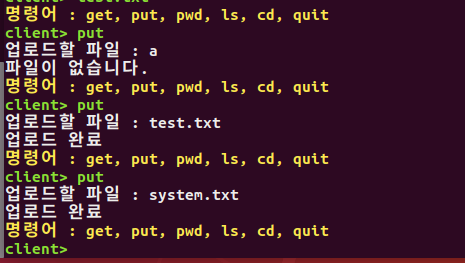 client> test.txt
명령어 : get, put, pwd, ls, cd, quit
client> put
업로드할 파일 : a
파일이 없습니다.
명령어 : get, put, pwd, ls, cd, quit
client> put
업로드할 파일 : test.txt
업로드 완료
명령어 : get, put, pwd, ls, cd, quit
client> put
업로드할 파일 : system.txt
업로드 완료
명령어 : get, put, pwd, ls, cd, quit
client>